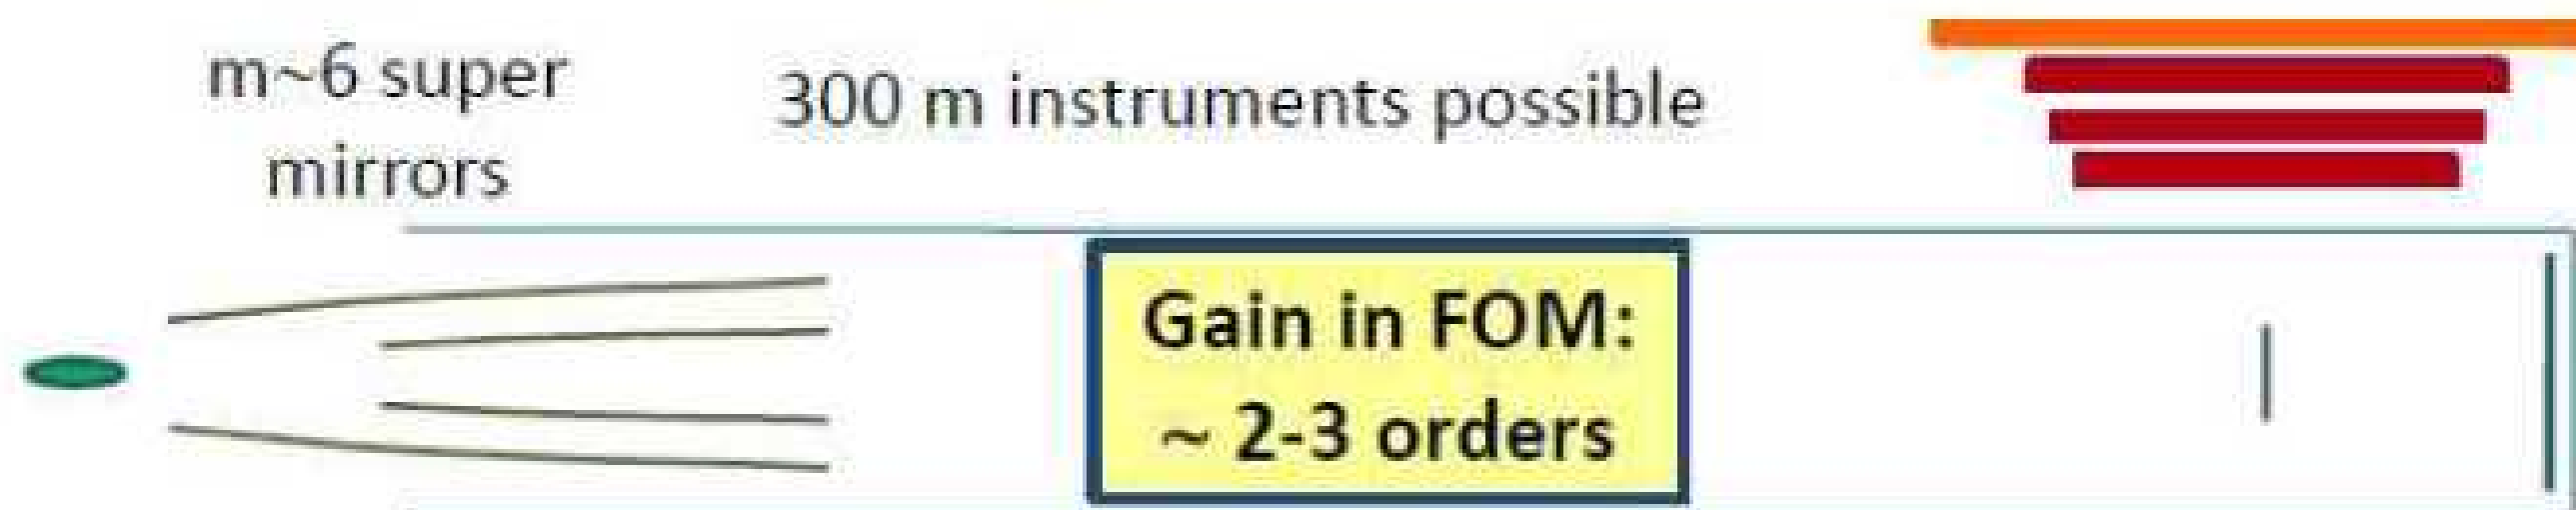 m~6 super
mirrors
300 m instruments possible
Gain in FOM:
~ 2-3 orders